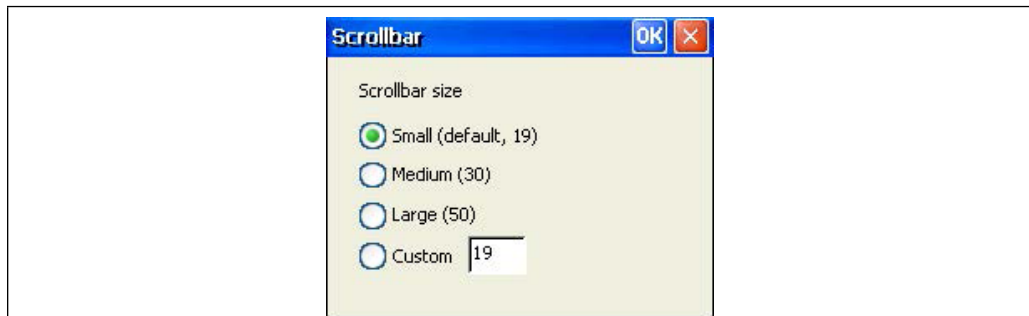 Scrollbar OK
Scrollbar size
Small (default, 19)
Medium (30)
Large (50)
Custom 19